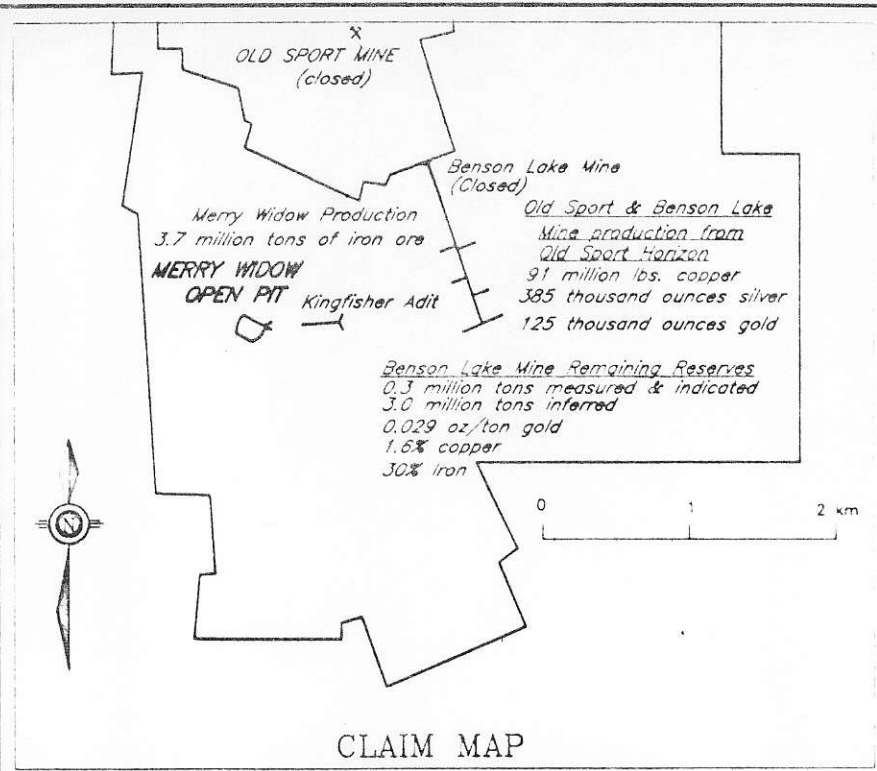 OLD SPORT MINE
(closed)
Benson Lake Mine
(Closed)
Merry Widow Production
3.7 million tons of iron ore
MERRY WIDOW
OPEN PIT
Kingfisher Adit
Old Sport & Benson Lake
Mine production from
Old Sport Horizon
91 million lbs. copper
385 thousand ounces silver
125 thousand ounces gold
Benson Lake Mine Remaining Reserves
0.3 million tons measured & indicated
3.0 million tons inferred
0.029 oz/ton gold
1.6% copper
30% iron
N
0 1 2 km
CLAIM MAP